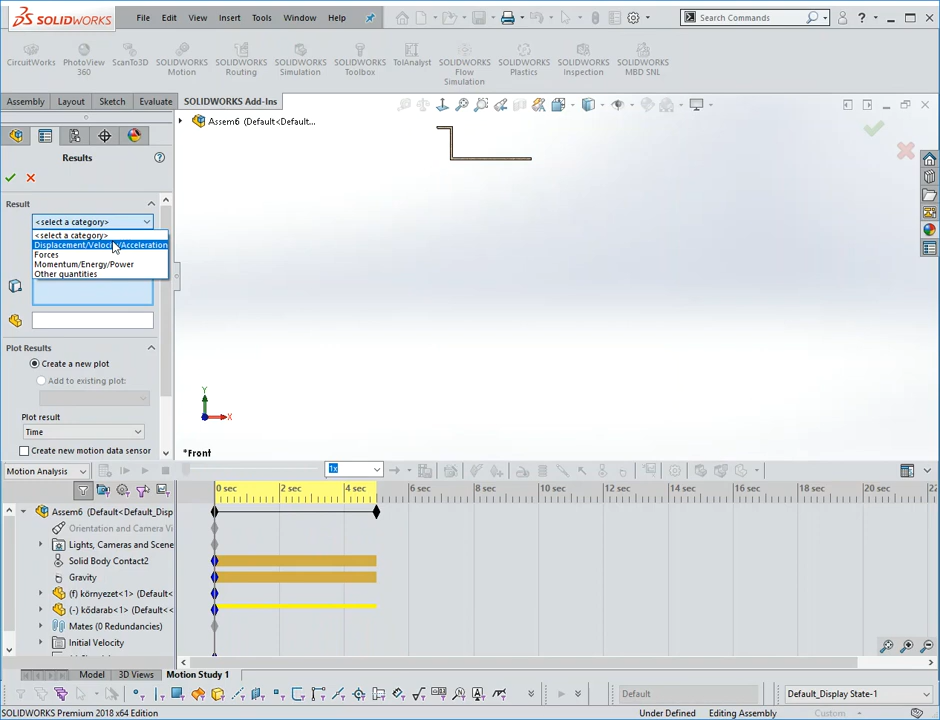 SOLIDWORKS File Edit View Insert Tools Window Help Search Commands
CircuitWorks PhotoView 360 ScanTo3D SOLIDWORKS Motion SOLIDWORKS Routing SOLIDWORKS Simulation SOLIDWORKS Toolbox TolAnalyst SOLIDWORKS Flow Simulation SOLIDWORKS Plastics SOLIDWORKS Inspection SOLIDWORKS MBD SNL
Assembly Layout Sketch Evaluate SOLIDWORKS Add-Ins
Assem6 (Default<Default...
Results
Result
<select a category>
<select a category>
Displacement/Velocity/Acceleration
Forces
Momentum/Energy/Power
Other quantities
Plot Results
Create a new plot
Add to existing plot:
Plot result
Time
Create new motion data sensor
Y
X
*Front
Motion Analysis 1x
0 sec 2 sec 4 sec 6 sec 8 sec 10 sec 12 sec 14 sec 16 sec 18 sec 20 sec 22
Assem6 (Default<Default_Disp
Orientation and Camera Vi
Lights, Cameras and Scene
Solid Body Contact2
Gravity
(f) környezet<1> (Default<
(-) kődarab<1> (Default<<
Mates (0 Redundancies)
Initial Velocity
Model 3D Views Motion Study 1
Default Default_Display State-1
SOLIDWORKS Premium 2018 x64 Edition Under Defined Editing Assembly Custom